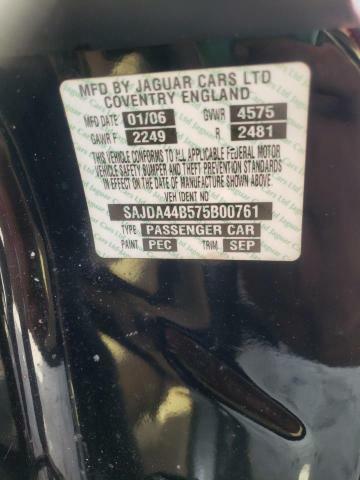 MFD BY JAGUAR CARS LTD
COVENTRY ENGLAND
MFG DATE 01/06 GVWR 4575
GAWR F 2249 R 2481
THIS VEHICLE CONFORMS TO ALL APPLICABLE FEDERAL MOTOR
VEHICLE SAFETY AND THEFT PREVENTION STANDARDS
IN EFFECT ON THE DATE OF MANUFACTURE SHOWN ABOVE
VEH IDENT NO
SAJDA44B575B00761
TYPE: PASSENGER CAR
PAINT: PEC TRIM: SEP